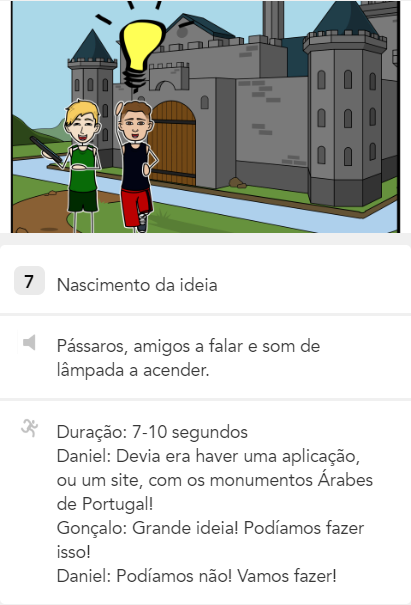 7 Nascimento da ideia
Pássaros, amigos a falar e som de
lâmpada a acender.
Duração: 7-10 segundos
Daniel: Devia era haver uma aplicação,
ou um site, com os monumentos Árabes
de Portugal!
Gonçalo: Grande ideia! Podíamos fazer
isso!
Daniel: Podíamos não! Vamos fazer!